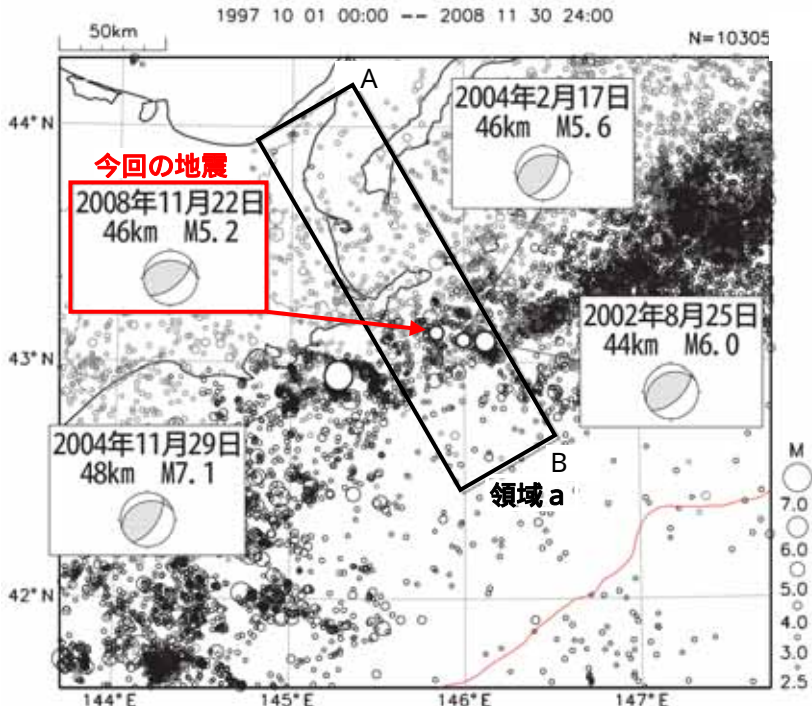 1997 10 01 00:00 -- 2008 11 30 24:00
50km
N=10305
A
44°N
2004年2月17日
46km M5.6
今回の地震
2008年11月22日
46km M5.2
2002年8月25日
44km M6.0
43°N
2004年11月29日
48km M7.1
B
領域a
M
7.0
6.0
5.0
4.0
3.0
2.5
42°N
144°E
145°E
146°E
147°E